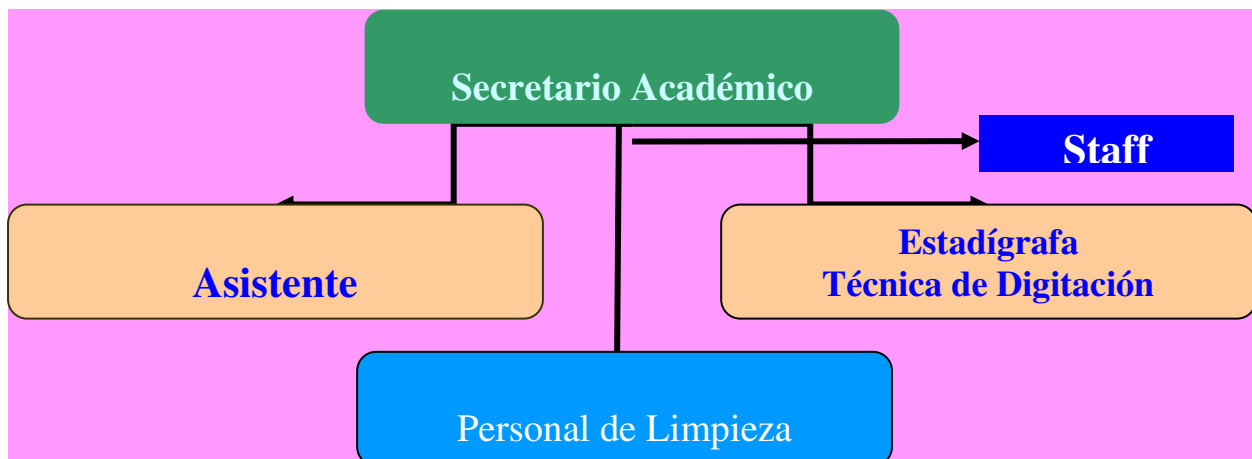 Secretario Académico
Staff
Asistente
Estadígrafa
Técnica de Digitación
Personal de Limpieza